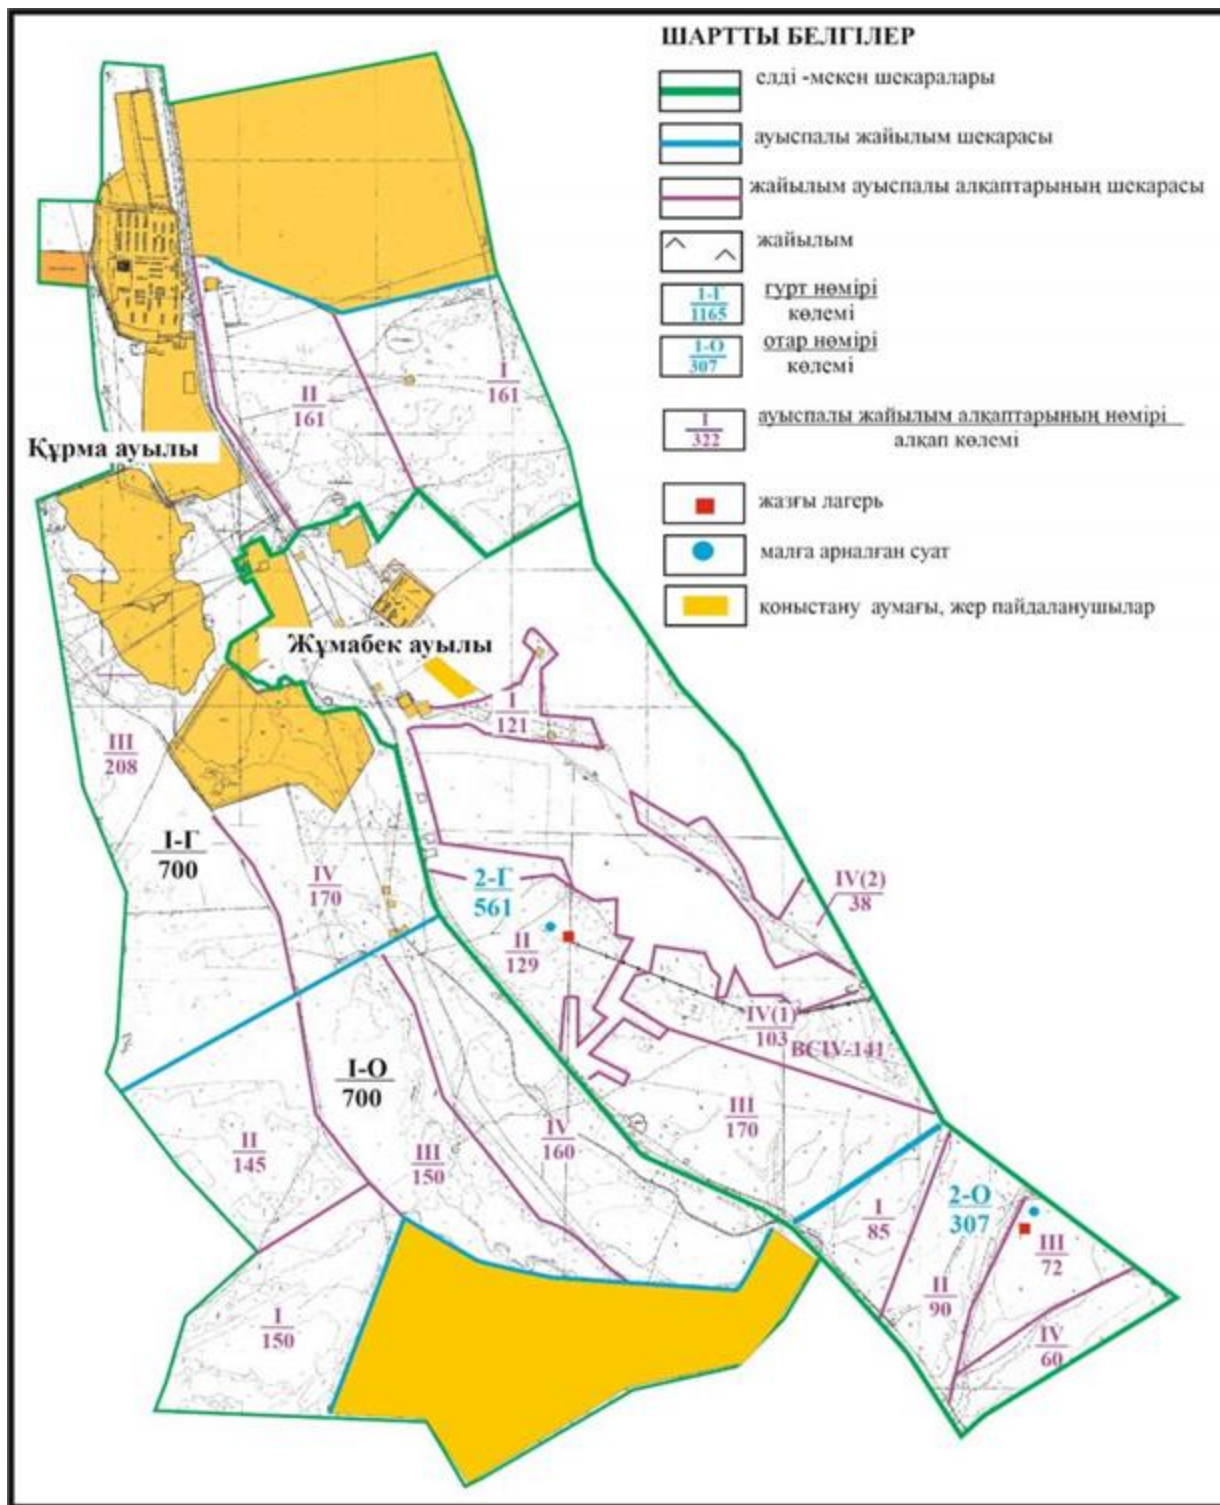 ШАРТТЫ БЕЛГІЛЕР
елді -мекен шекаралары
ауыспалы жайылым шекарасы
жайылым ауыспалы алқаптарының шекарасы
жайылым
1-Г
1165
гурт нөмірі
көлемі
1-О
307
отар нөмірі
көлемі
I
322
ауыспалы жайылым алқаптарының нөмірі
алқап көлемі
жазғы лагерь
малға арналған суат
қоныстану аумағы, жер пайдаланушылар
I
161
II
161
Құрма ауылы
Жұмабек ауылы
I
121
III
208
I-Г
700
IV
170
2-Г
561
IV(2)
38
II
129
IV(1)
103
ВСІV-141
I-О
700
III
170
II
145
III
150
IV
160
I
85
2-О
307
III
72
II
90
IV
60
I
150